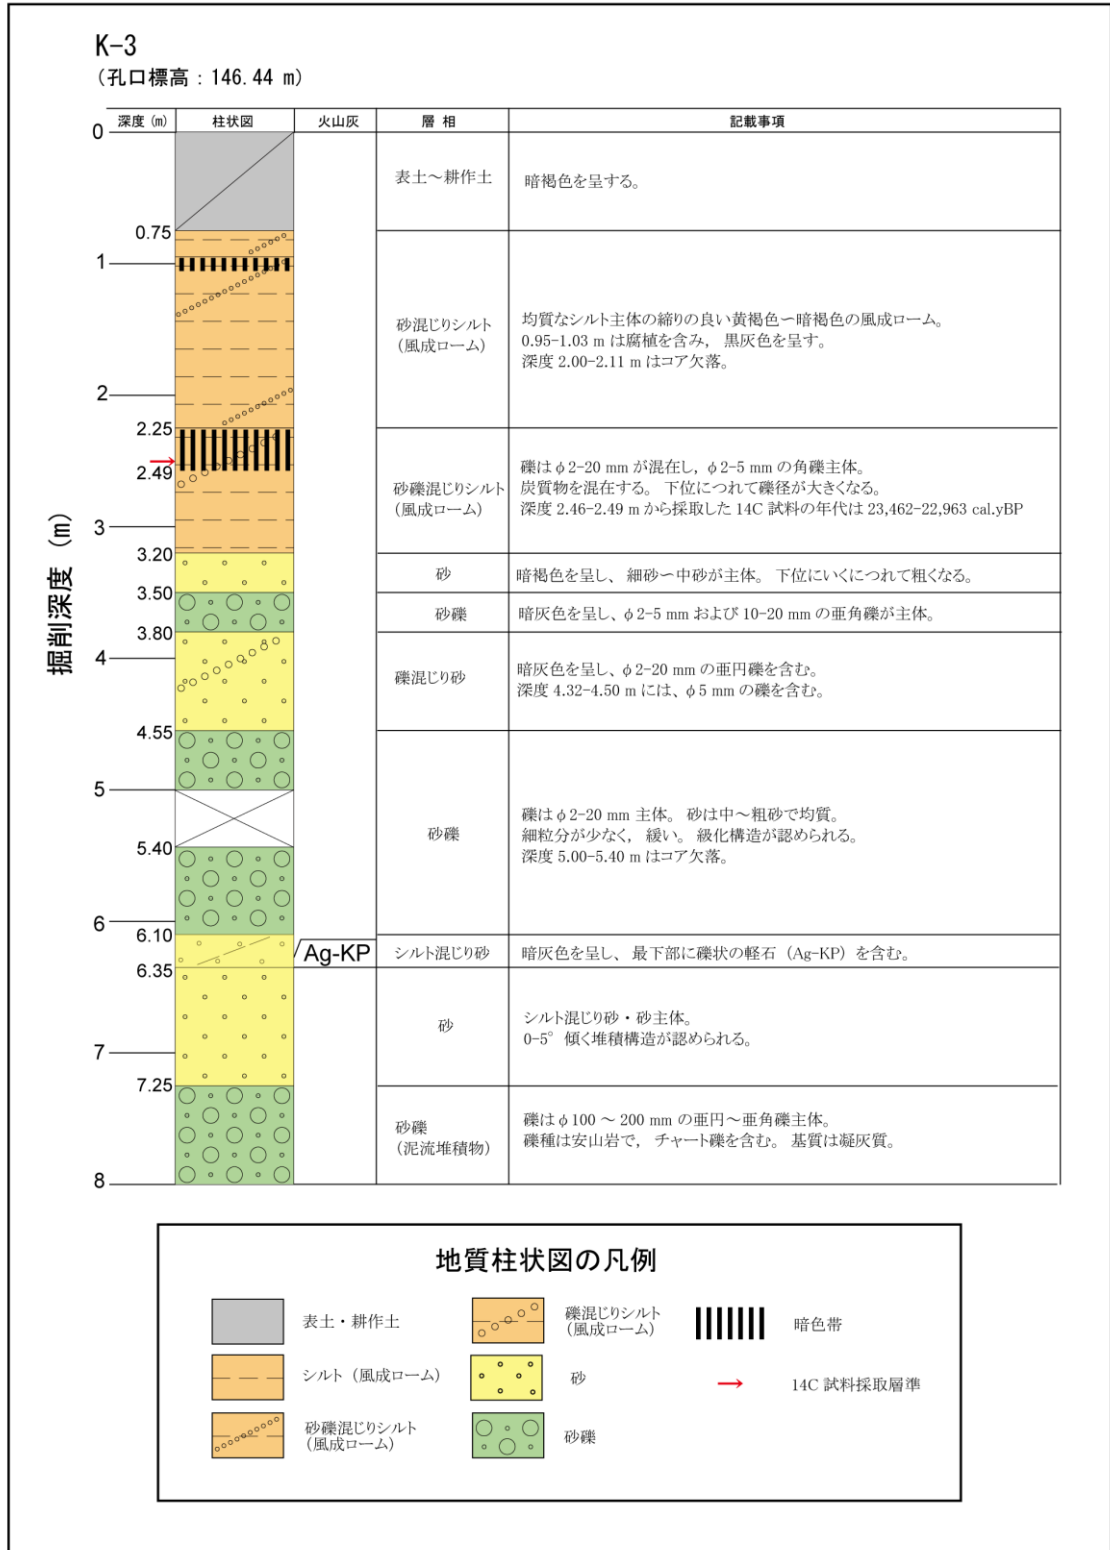 K-3
(孔口標高：146.44 m)
深度 (m)
柱状図
火山灰
層 相
記載事項
掘削深度 (m)
0
表土～耕作土
暗褐色を呈する。
0.75
1
砂混じりシルト
(風成ローム)
均質なシルト主体の締りの良い黄褐色～暗褐色の風成ローム。
0.95-1.03 m は腐植を含み， 黒灰色を呈す。
深度 2.00-2.11 m はコア欠落。
2
2.25
2.49
砂礫混じりシルト
(風成ローム)
礫は φ 2-20 mm が混在し， φ 2-5 mm の角礫主体。
炭質物を混在する。 下位につれて礫径が大きくなる。
深度 2.46-2.49 m から採取した 14C 試料の年代は 23,462-22,963 cal.yBP
3
3.20
砂
暗褐色を呈し、 細砂～中砂が主体。 下位にいくにつれて粗くなる。
3.50
砂礫
暗灰色を呈し、 φ 2-5 mm および 10-20 mm の亜角礫が主体。
3.80
4
礫混じり砂
暗灰色を呈し、 φ 2-20 mm の亜円礫を含む。
深度 4.32-4.50 m には、 φ 5 mm の礫を含む。
4.55
5
砂礫
礫は φ 2-20 mm 主体。 砂は中～粗砂で均質。
細粒分が少なく， 緩い。 級化構造が認められる。
深度 5.00-5.40 m はコア欠落。
5.40
6
6.10
Ag-KP
シルト混じり砂
暗灰色を呈し、 最下部に礫状の軽石 (Ag-KP) を含む。
6.35
砂
シルト混じり砂・砂主体。
0-5° 傾く堆積構造が認められる。
7
7.25
砂礫
(泥流堆積物)
礫は φ 100 ～ 200 mm の亜円～亜角礫主体。
礫種は安山岩で， チャート礫を含む。 基質は凝灰質。
8
地質柱状図の凡例
表土・耕作土
礫混じりシルト
(風成ローム)
暗色帯
シルト (風成ローム)
砂
14C 試料採取層準
砂礫混じりシルト
(風成ローム)
砂礫